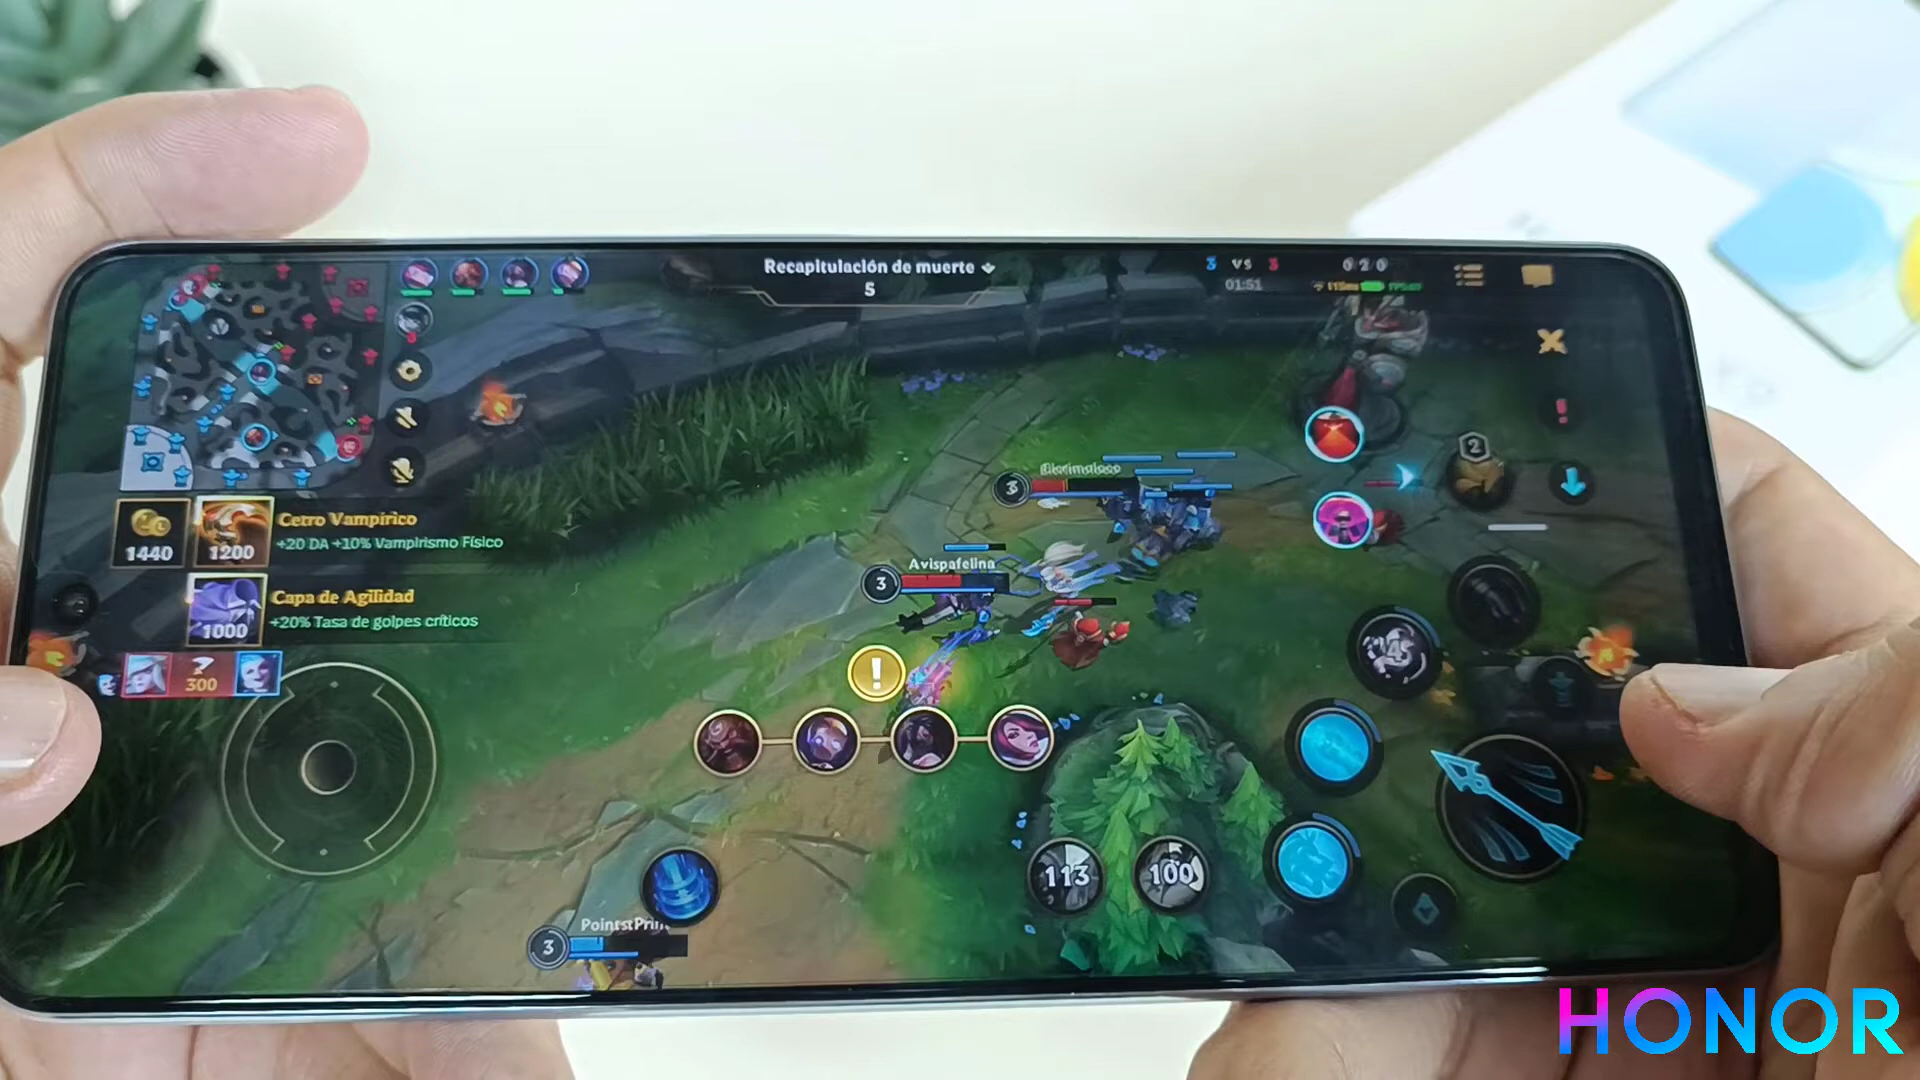 Recapitulación de muerte
5
3 VS 3
0 2 0
01:51
1440
1200
Cetro Vampírico
+20 DA +10% Vampirismo Físico
1000
Capa de Agilidad
+20% Tasa de golpes críticos
300
3
3 Avispafelina
!
2
113
100
3 PointstPrin
HONOR